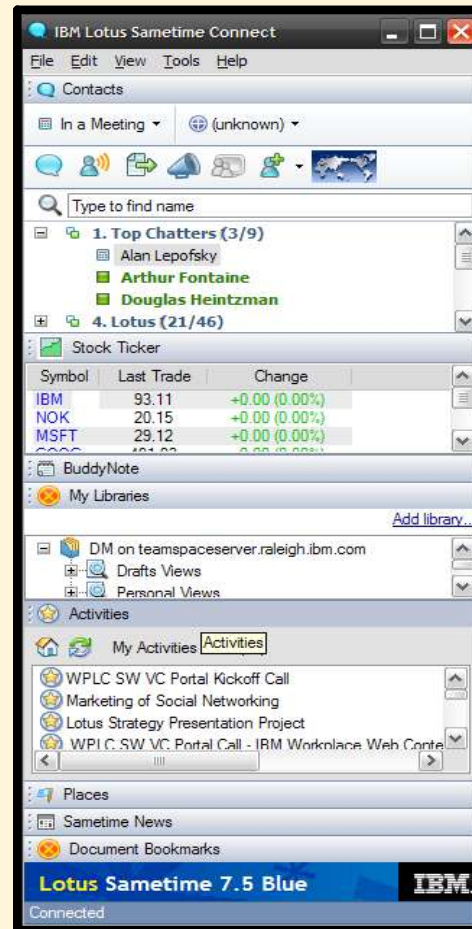 IBM Lotus Sametime Connect
File Edit View Tools Help
Contacts
In a Meeting (unknown)
Type to find name
1. Top Chatters (3/9)
Alan Lepofsky
Arthur Fontaine
Douglas Heintzman
4. Lotus (21/46)
Stock Ticker
Symbol Last Trade Change
IBM 93.11 +0.00 (0.00%)
NOK 20.15 +0.00 (0.00%)
MSFT 29.12 +0.00 (0.00%)
BuddyNote
My Libraries
Add library...
DM on teamspaceserver.raleigh.ibm.com
Drafts Views
Personal Views
Activities
My Activities Activities
WPLC SW VC Portal Kickoff Call
Marketing of Social Networking
Lotus Strategy Presentation Project
WPLC SW VC Portal Call - IBM Workplace Web Conte
Places
Sametime News
Document Bookmarks
Lotus Sametime 7.5 Blue IBM
Connected